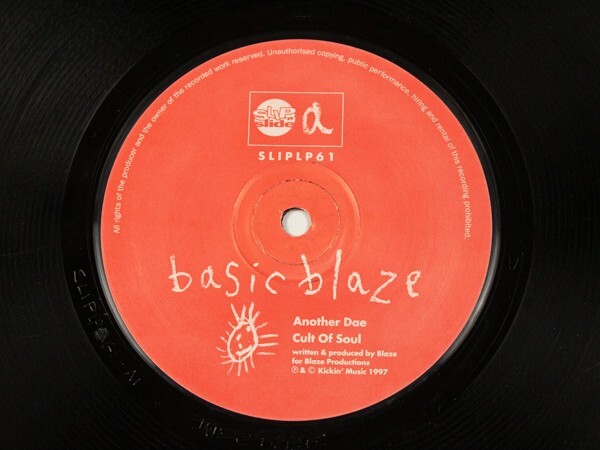 All rights of the producer and the owner of the recorded work reserved. Unauthorised copying, public performance, hiring and rental of this recording prohibited.
slip
slide
a
SLIPLP61
basic blaze
Another Dae
Cult Of Soul
written & produced by Blaze
for Blaze Productions
℗ & © Kickin' Music 1997